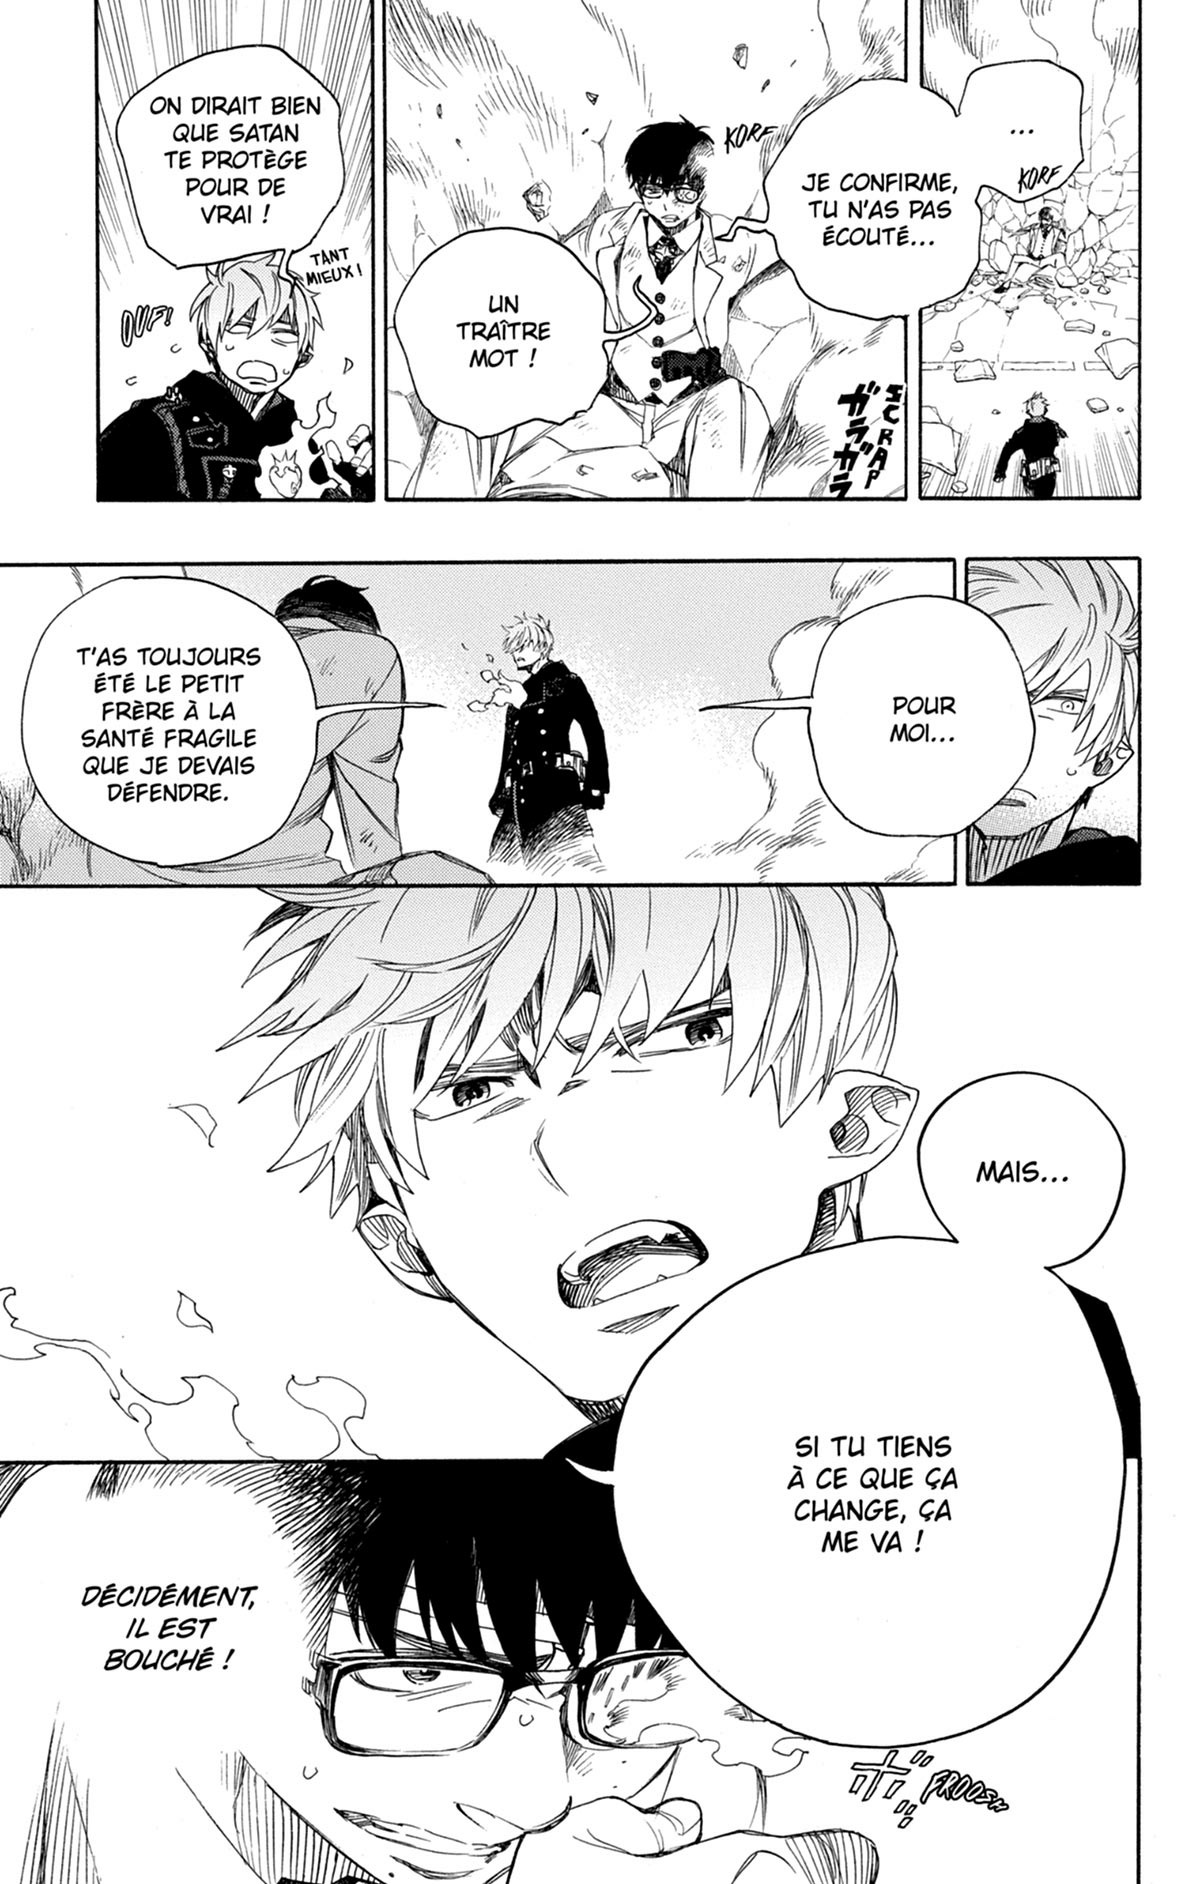 ...
KORF
JE CONFIRME,
TU N'AS PAS
ÉCOUTÉ...
KORF
UN
TRAÎTRE
MOT !
ガラガラ
ON DIRAIT BIEN
QUE SATAN
TE PROTÈGE
POUR DE
VRAI !
TANT
MIEUX !
OUF!
POUR
MOI...
T'AS TOUJOURS
ÉTÉ LE PETIT
FRÈRE À LA
SANTÉ FRAGILE
QUE JE DEVAIS
DÉFENDRE.
MAIS...
SI TU TIENS
À CE QUE ÇA
CHANGE, ÇA
ME VA !
DÉCIDÉMENT,
IL EST
BOUCHÉ !
ボボ
FROOSH